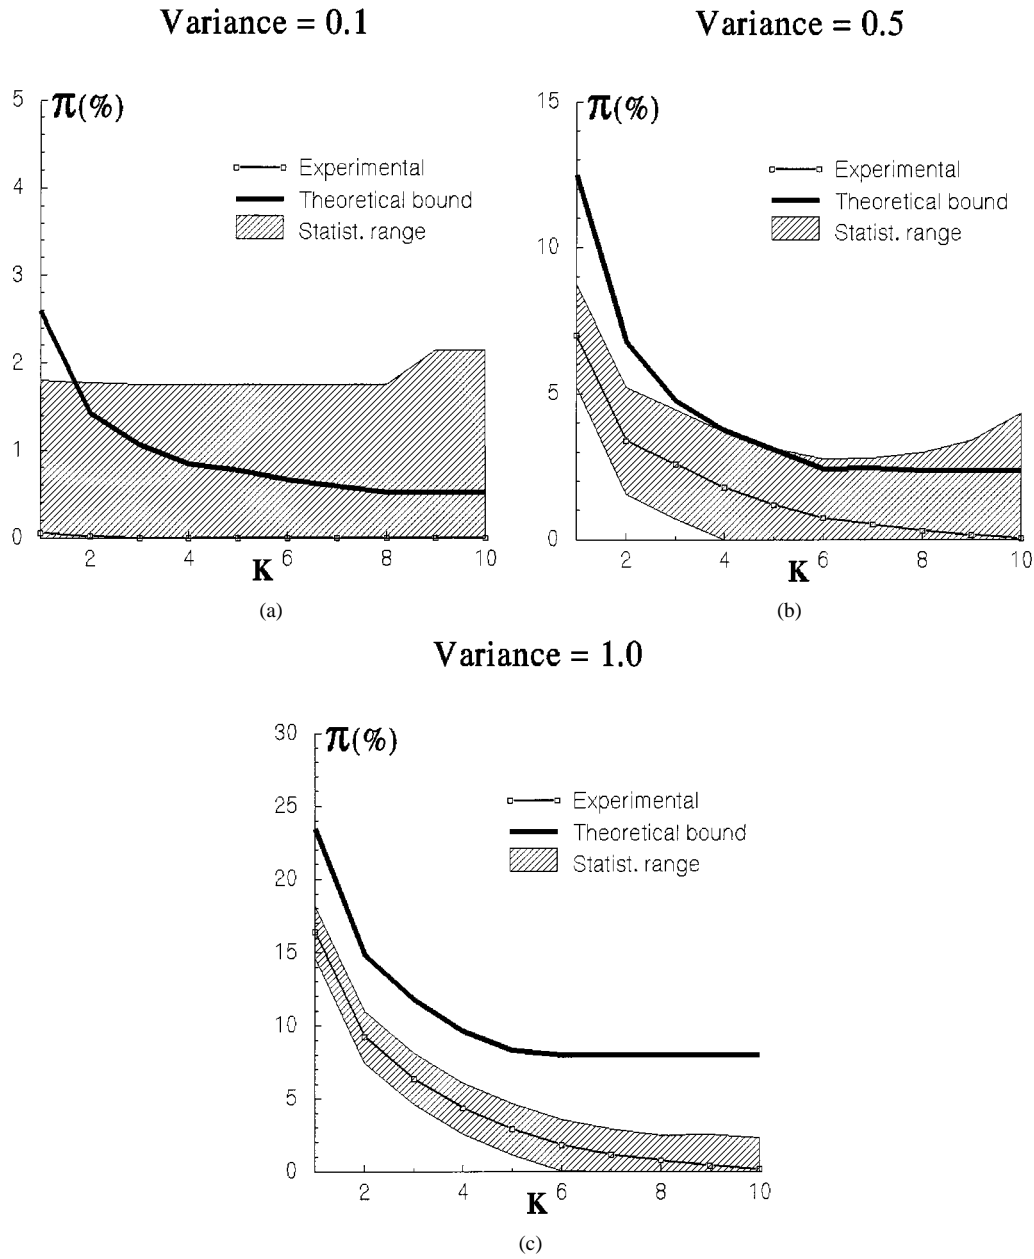 Variance = 0.1
π(%)
5
4
3
2
1
0
Experimental
Theoretical bound
Statist. range
2
4
6
8
10
K
(a)
Variance = 0.5
π(%)
15
10
5
0
Experimental
Theoretical bound
Statist. range
2
4
6
8
10
K
(b)
Variance = 1.0
π(%)
30
25
20
15
10
5
0
Experimental
Theoretical bound
Statist. range
2
4
6
8
10
K
(c)